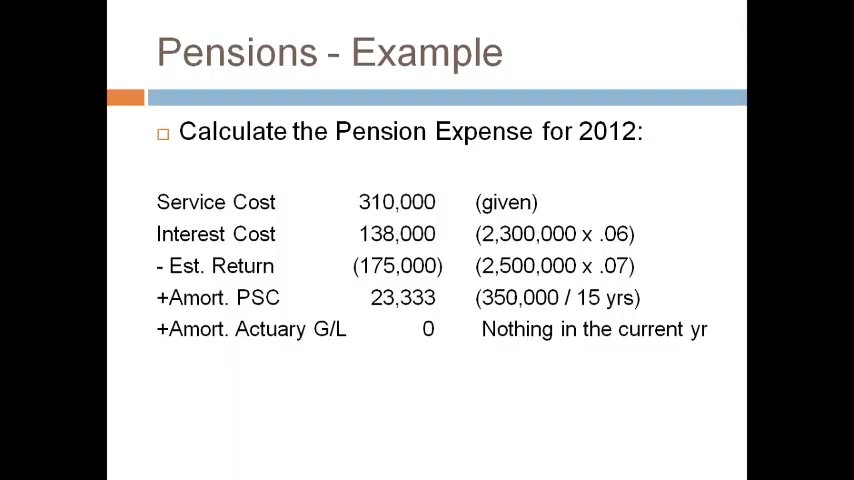 Pensions - Example
Calculate the Pension Expense for 2012:
Service Cost 310,000 (given)
Interest Cost 138,000 (2,300,000 x .06)
- Est. Return (175,000) (2,500,000 x .07)
+Amort. PSC 23,333 (350,000 / 15 yrs)
+Amort. Actuary G/L 0 Nothing in the current yr